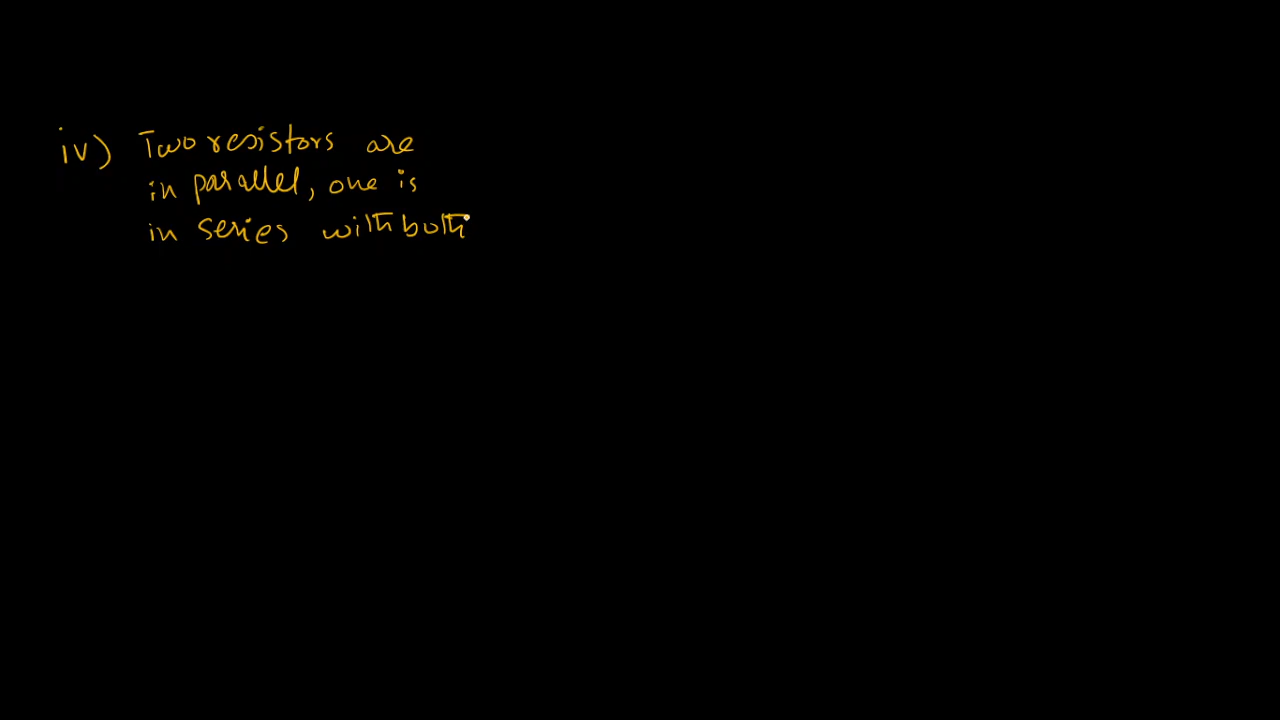 iv) Two resistors are
in parallel, one is
in series with both